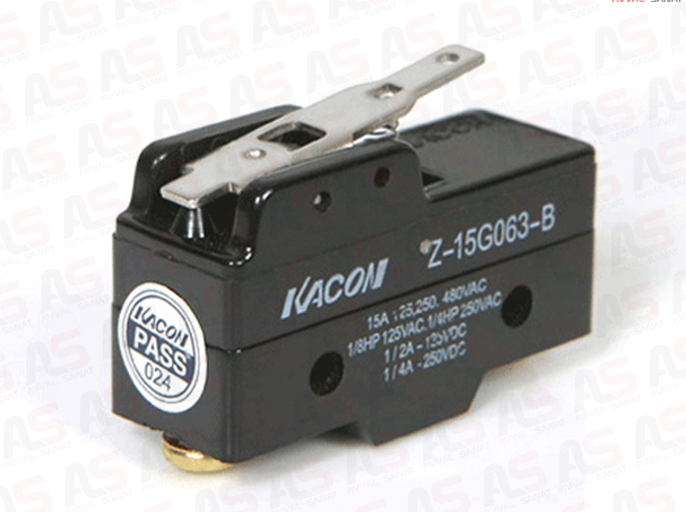 KACON
Z-15G063-B
KACON
15A 125,250, 480VAC
1/8HP 125VAC.1/4HP 250VAC
1/2A - 125VDC
1/4A - 250VDC
KACON
PASS
024